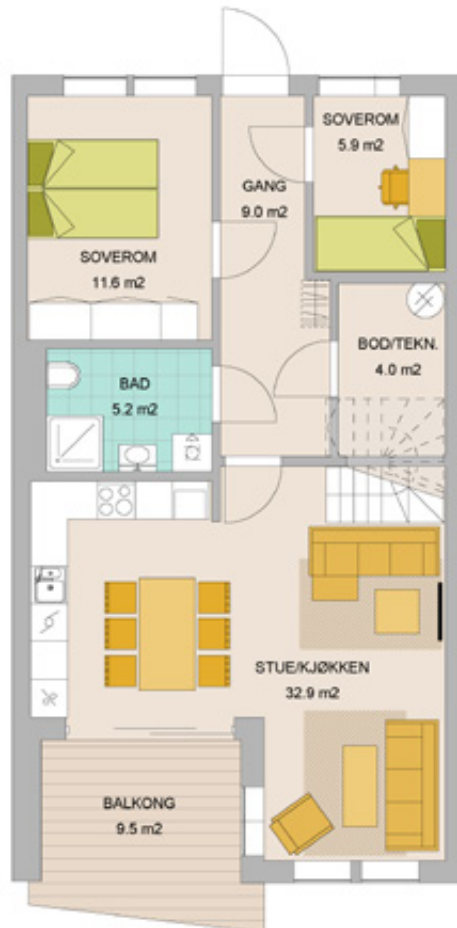 SOVEROM
5.9 m2
GANG
9.0 m2
SOVEROM
11.6 m2
BOD/TEKN.
4.0 m2
BAD
5.2 m2
STUE/KJØKKEN
32.9 m2
BALKONG
9.5 m2